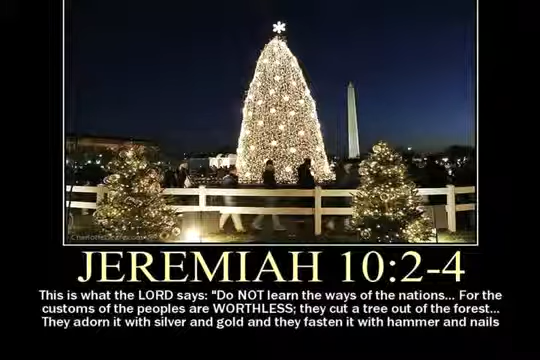 JEREMIAH 10:2-4
This is what the LORD says: "Do NOT learn the ways of the nations... For the
customs of the peoples are WORTHLESS; they cut a tree out of the forest...
They adorn it with silver and gold and they fasten it with hammer and nails